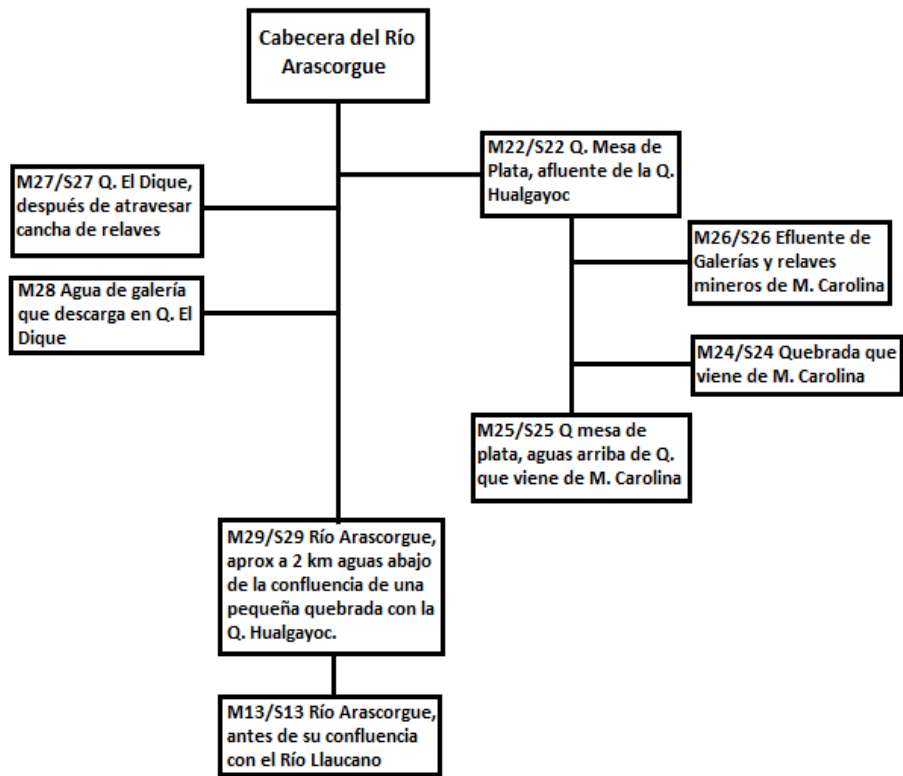 Cabecera del Río
Arascorgue
M22/S22 Q. Mesa de
Plata, afluente de la Q.
Hualgayoc
M27/S27 Q. El Dique,
después de atravesar
cancha de relaves
M26/S26 Efluente de
Galerías y relaves
mineros de M. Carolina
M28 Agua de galería
que descarga en Q. El
Dique
M24/S24 Quebrada que
viene de M. Carolina
M25/S25 Q mesa de
plata, aguas arriba de Q.
que viene de M. Carolina
M29/S29 Río Arascorgue,
aprox a 2 km aguas abajo
de la confluencia de una
pequeña quebrada con la
Q. Hualgayoc.
M13/S13 Río Arascorgue,
antes de su confluencia
con el Río Llaucano